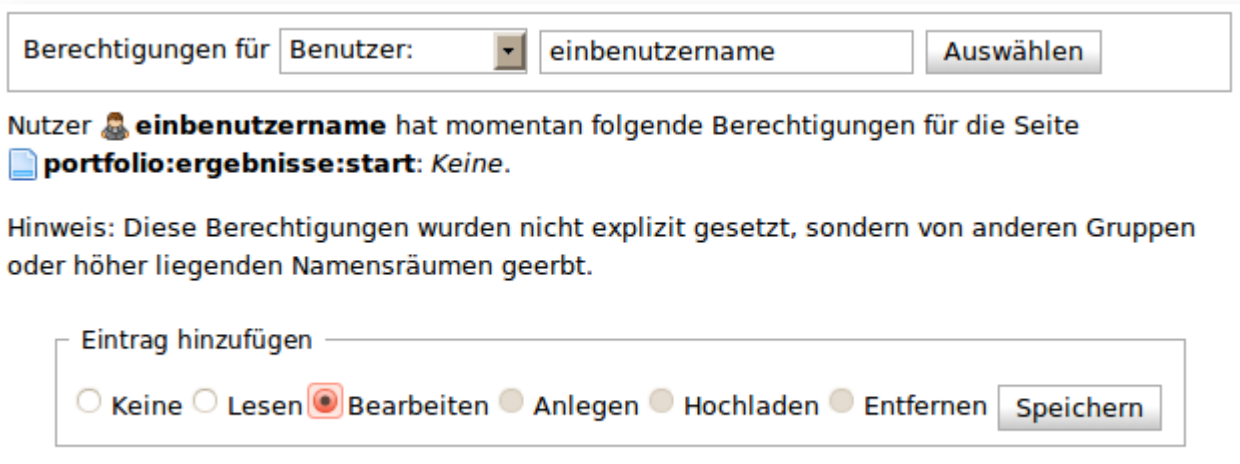 Berechtigungen für Benutzer: einbenutzername Auswählen
Nutzer einbenutzername hat momentan folgende Berechtigungen für die Seite
portfolio:ergebnisse:start: Keine.
Hinweis: Diese Berechtigungen wurden nicht explizit gesetzt, sondern von anderen Gruppen
oder höher liegenden Namensräumen geerbt.
Eintrag hinzufügen
Keine Lesen Bearbeiten Anlegen Hochladen Entfernen Speichern